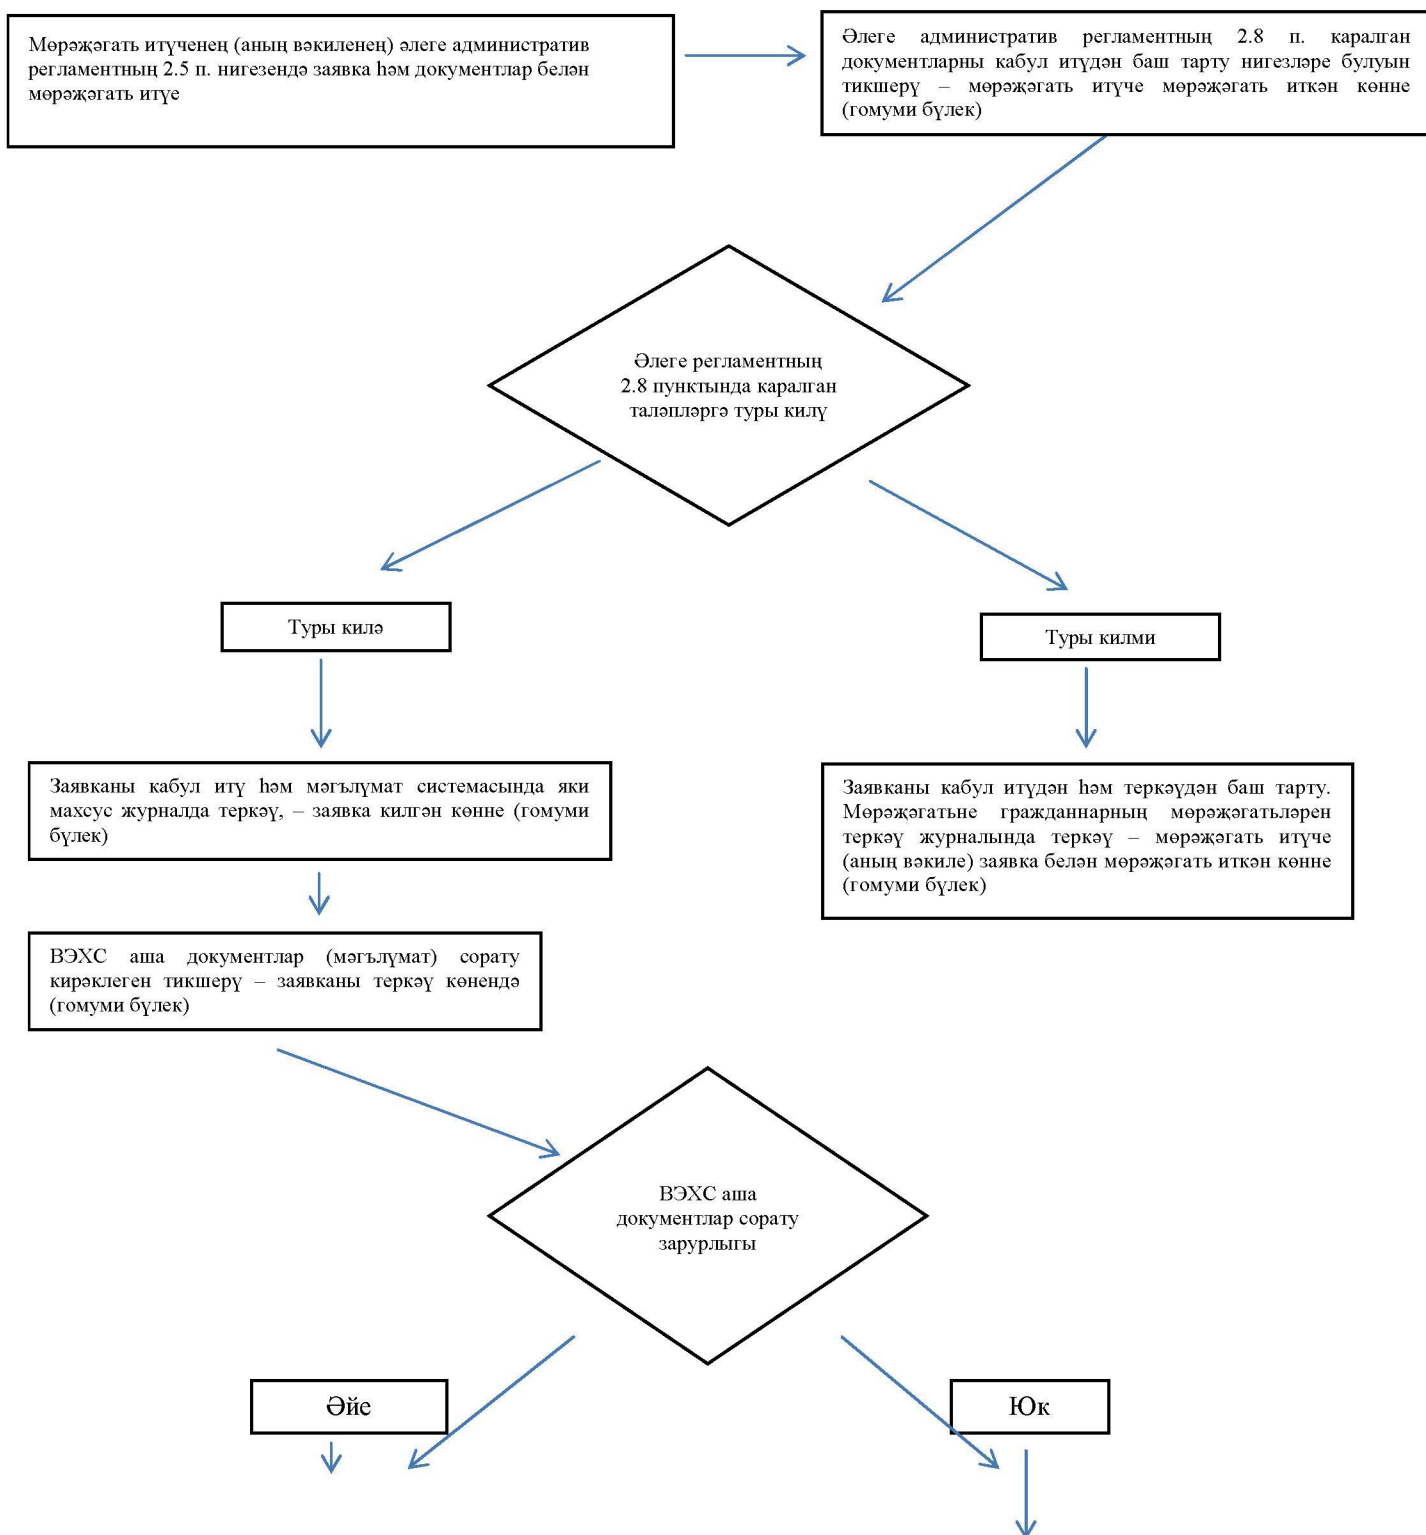 Мөрәҗәгать итүченең (аның вәкиленең) әлеге административ
регламентның 2.5 п. нигезендә заявка һәм документлар белән
мөрәҗәгать итүе
Әлеге административ регламентның 2.8 п. каралган
документларны кабул итүдән баш тарту нигезләре булуын
тикшерү – мөрәҗәгать итүче мөрәҗәгать иткән көнне
(гомуми бүлек)
Әлеге регламентның
2.8 пунктында каралган
таләпләргә туры килү
Туры килә
Туры килми
Заявканы кабул итү һәм мәгълүмат системасында яки
махсус журналда теркәү, – заявка килгән көнне (гомуми
бүлек)
Заявканы кабул итүдән һәм теркәүдән баш тарту.
Мөрәҗәгатьне гражданнарның мөрәҗәгатьләрен
теркәү журналында теркәү – мөрәҗәгать итүче
(аның вәкиле) заявка белән мөрәҗәгать иткән көнне
(гомуми бүлек)
ВЭХС аша документлар (мәгълүмат) сорату
кирәклеген тикшерү – заявканы теркәү көнендә
(гомуми бүлек)
ВЭХС аша
документлар сорату
зарурлыгы
Әйе
Юк